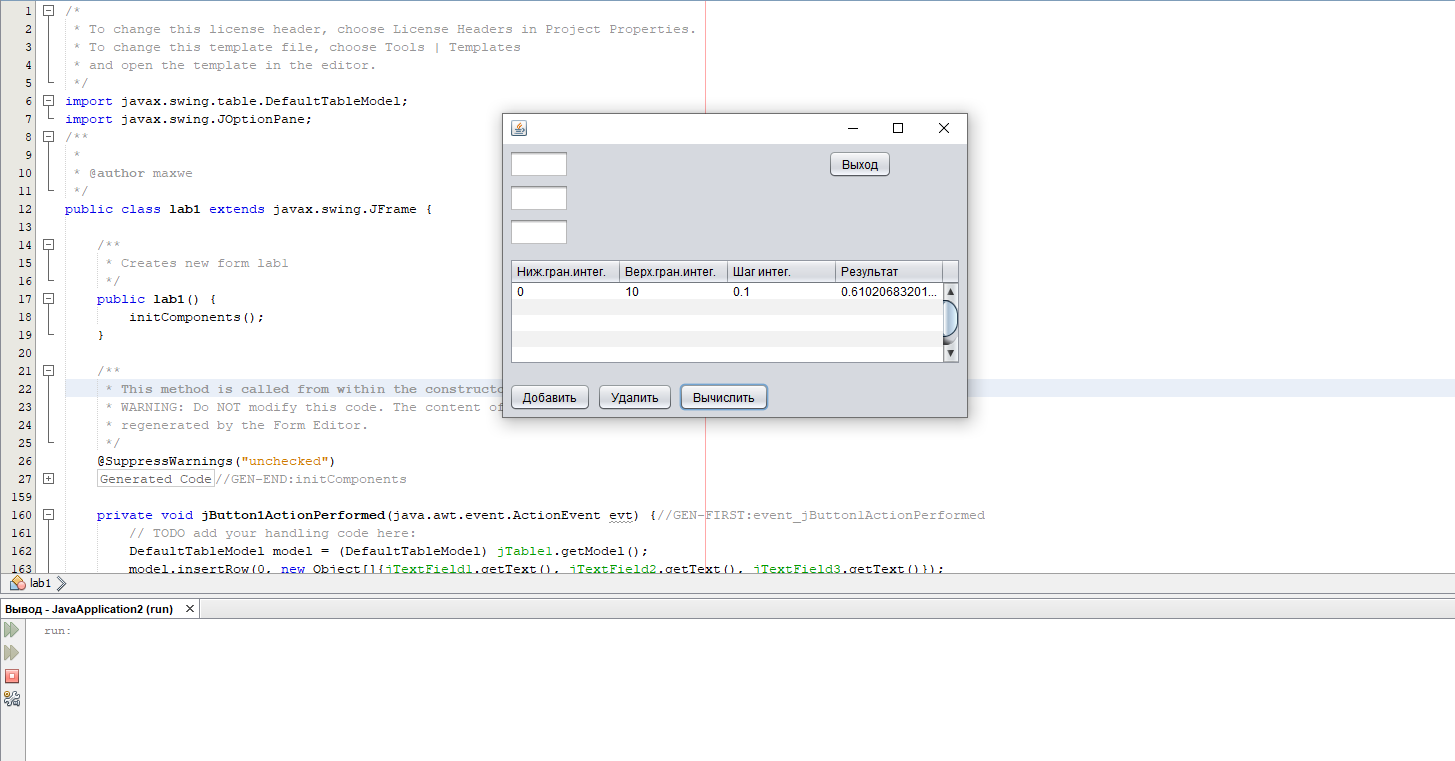 1 /*
2 * To change this license header, choose License Headers in Project Properties.
3 * To change this template file, choose Tools | Templates
4 * and open the template in the editor.
5 */
6 import javax.swing.table.DefaultTableModel;
7 import javax.swing.JOptionPane;
8 /**
9 *
10 * @author maxwe
11 */
12 public class lab1 extends javax.swing.JFrame {
13
14 /**
15 * Creates new form lab1
16 */
17 public lab1() {
18 initComponents();
19 }
20
21 /**
22 * This method is called from within the constructo
23 * WARNING: Do NOT modify this code. The content of
24 * regenerated by the Form Editor.
25 */
26 @SuppressWarnings("unchecked")
27 Generated Code//GEN-END:initComponents
159
160 private void jButton1ActionPerformed(java.awt.event.ActionEvent evt) {//GEN-FIRST:event_jButton1ActionPerformed
161 // TODO add your handling code here:
162 DefaultTableModel model = (DefaultTableModel) jTable1.getModel();
163 model.insertRow(0, new Object[]{jTextField1.getText(), jTextField2.getText(), jTextField3.getText()});
Выход
Ниж.гран.интег. Верх.гран.интег. Шаг интег. Результат
0 10 0.1 0.61020683201...
Добавить Удалить Вычислить
lab1
Вывод - JavaApplication2 (run)
run: